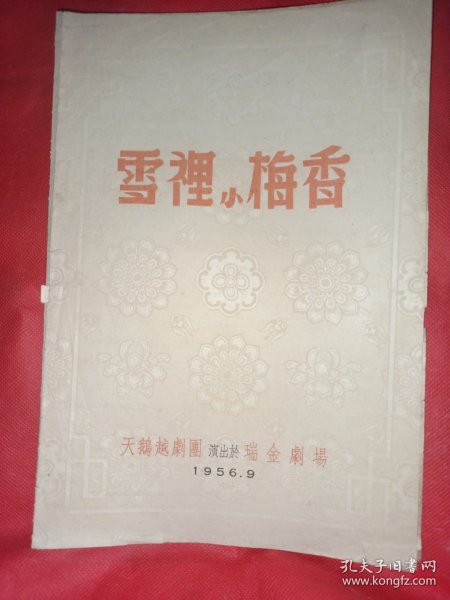 雪裡小梅香
天鵝越劇團 演出於 瑞金劇場
1956.9
孔夫子旧书网
www.kongfz.com